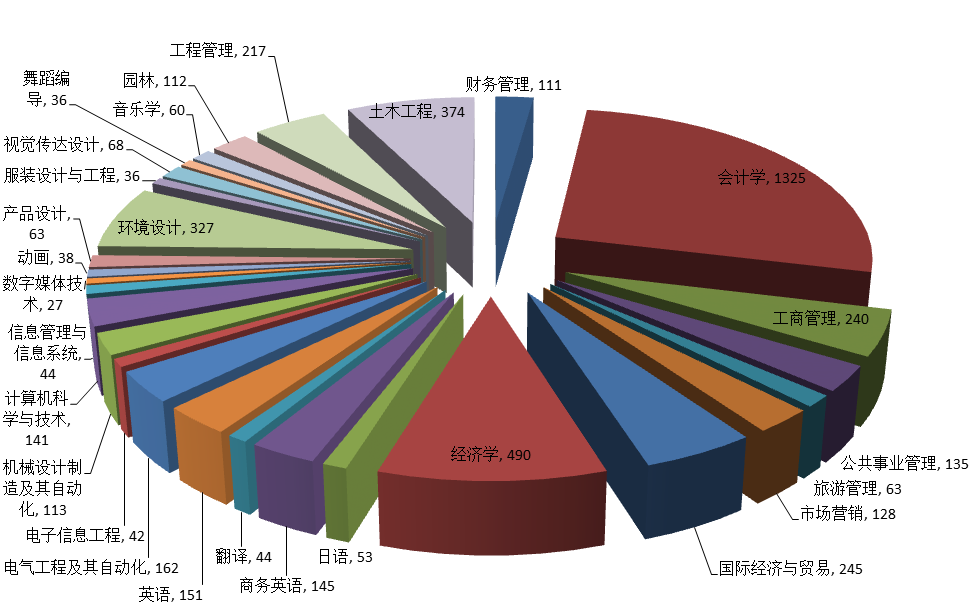 工程管理, 217
财务管理, 111
舞蹈编
导, 36
园林, 112
音乐学, 60
土木工程, 374
视觉传达设计, 68
服装设计与工程, 36
会计学, 1325
产品设计,
63
环境设计, 327
动画, 38
数字媒体技
术, 27
工商管理, 240
信息管理与
信息系统,
44
计算机科
学与技术,
141
经济学, 490
公共事业管理, 135
机械设计制
造及其自动
化, 113
旅游管理, 63
市场营销, 128
电子信息工程, 42
翻译, 44
日语, 53
电气工程及其自动化, 162
国际经济与贸易, 245
商务英语, 145
英语, 151